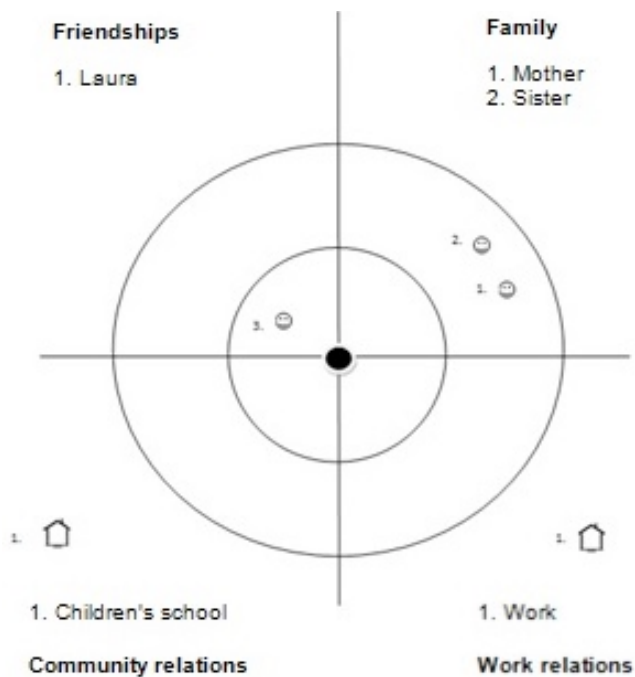 Friendships
1. Laura
Family
1. Mother
2. Sister
2.
1.
3.
1.
1.
1. Children's school
1. Work
Community relations
Work relations